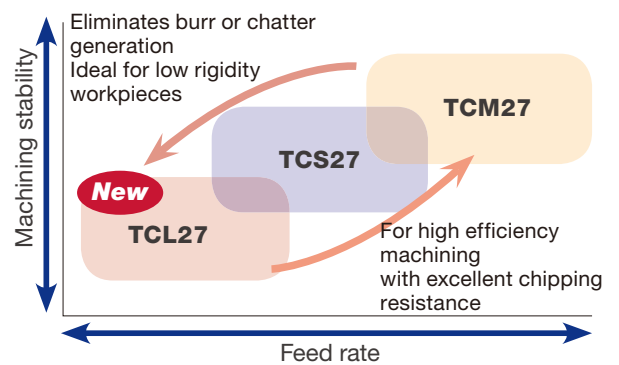 Eliminates burr or chatter
generation
Ideal for low rigidity
workpieces
Machining stability
TCM27
TCS27
New
TCL27
For high efficiency
machining
with excellent chipping
resistance
Feed rate